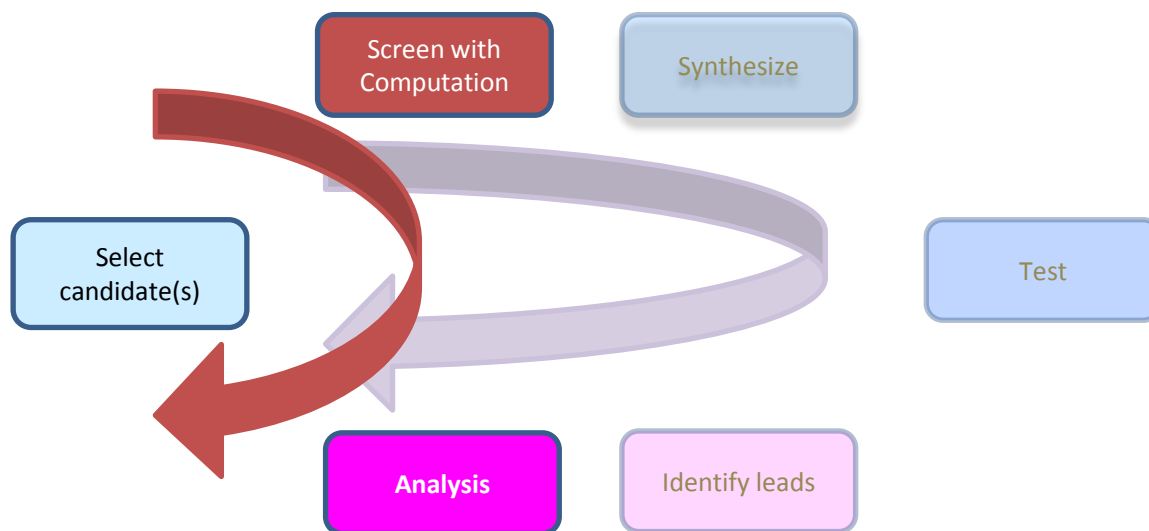 Screen with
Computation
Synthesize
Select
candidate(s)
Test
Analysis
Identify leads